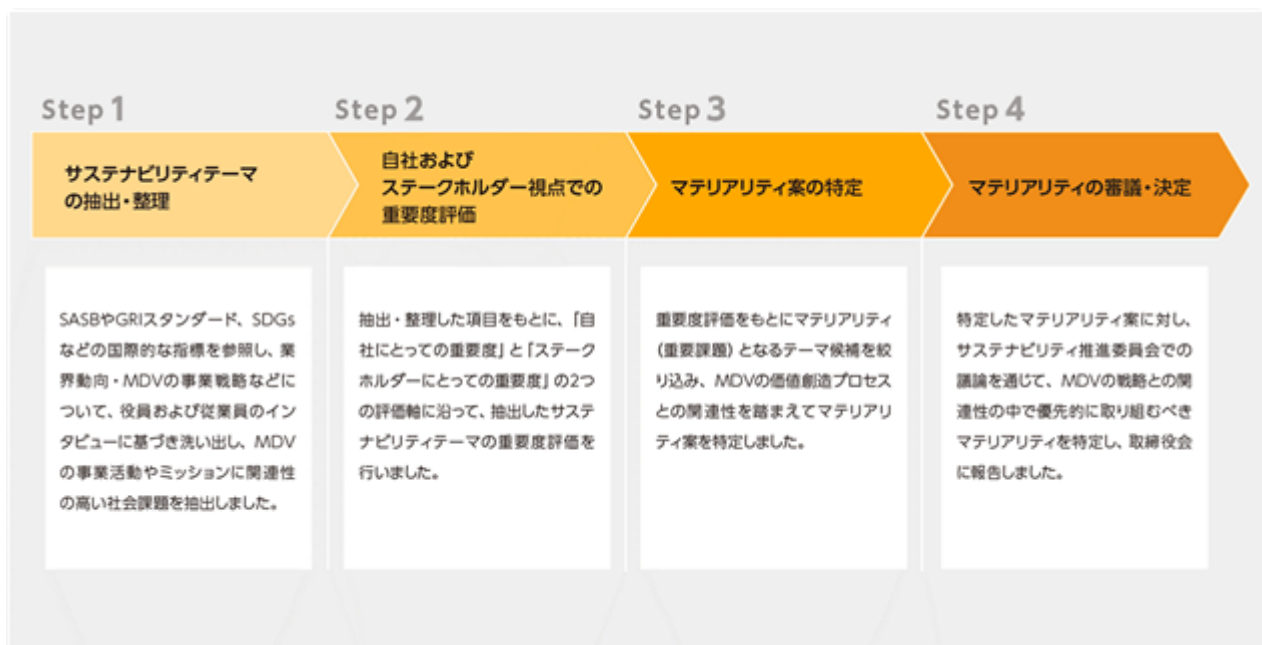 Step 1
サステナビリティテーマ
の抽出・整理
SASBやGRIスタンダード、SDGs
などの国際的な指標を参照し、業
界動向・MDVの事業戦略などに
ついて、役員および従業員のイン
タビューに基づき洗い出し、MDV
の事業活動やミッションに関連性
の高い社会課題を抽出しました。
Step 2
自社および
ステークホルダー視点での
重要度評価
抽出・整理した項目をもとに、「自
社にとっての重要度」と「ステーク
ホルダーにとっての重要度」の2つ
の評価軸に沿って、抽出したサステ
ナビリティテーマの重要度評価を
行いました。
Step 3
マテリアリティ案の特定
重要度評価をもとにマテリアリティ
（重要課題）となるテーマ候補を絞
り込み、MDVの価値創造プロセス
との関連性を踏まえてマテリアリ
ティ案を特定しました。
Step 4
マテリアリティの審議・決定
特定したマテリアリティ案に対し、
サステナビリティ推進委員会での
議論を通じて、MDVの戦略との関
連性の中で優先的に取り組むべき
マテリアリティを特定し、取締役会
に報告しました。